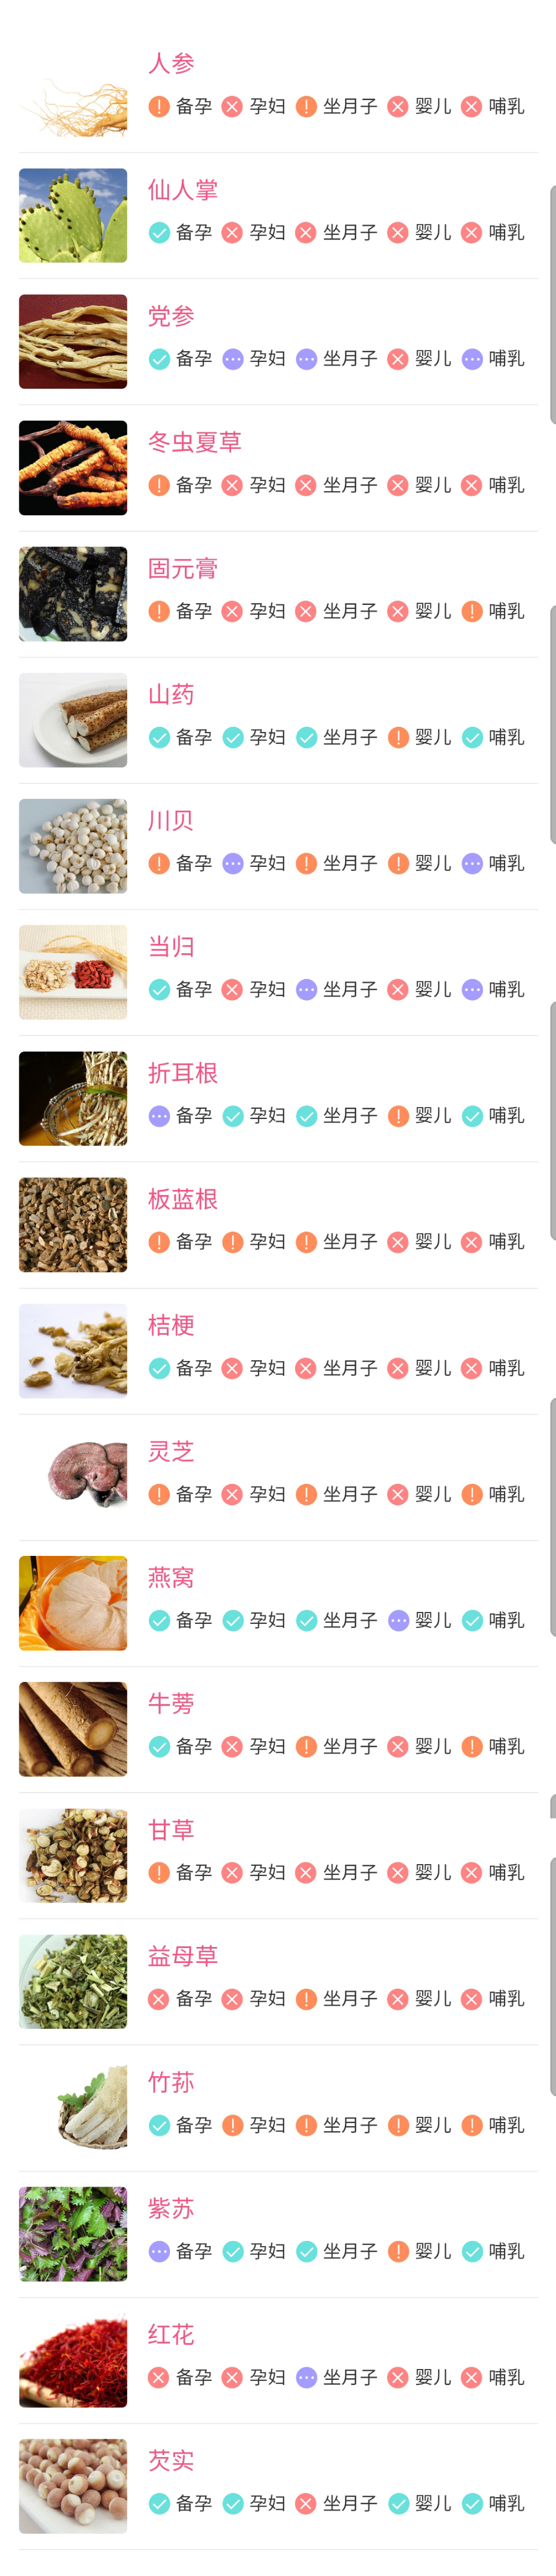 人参
备孕 孕妇 坐月子 婴儿 哺乳
仙人掌
备孕 孕妇 坐月子 婴儿 哺乳
党参
备孕 孕妇 坐月子 婴儿 哺乳
冬虫夏草
备孕 孕妇 坐月子 婴儿 哺乳
固元膏
备孕 孕妇 坐月子 婴儿 哺乳
山药
备孕 孕妇 坐月子 婴儿 哺乳
川贝
备孕 孕妇 坐月子 婴儿 哺乳
当归
备孕 孕妇 坐月子 婴儿 哺乳
折耳根
备孕 孕妇 坐月子 婴儿 哺乳
板蓝根
备孕 孕妇 坐月子 婴儿 哺乳
桔梗
备孕 孕妇 坐月子 婴儿 哺乳
灵芝
备孕 孕妇 坐月子 婴儿 哺乳
燕窝
备孕 孕妇 坐月子 婴儿 哺乳
牛蒡
备孕 孕妇 坐月子 婴儿 哺乳
甘草
备孕 孕妇 坐月子 婴儿 哺乳
益母草
备孕 孕妇 坐月子 婴儿 哺乳
竹荪
备孕 孕妇 坐月子 婴儿 哺乳
紫苏
备孕 孕妇 坐月子 婴儿 哺乳
红花
备孕 孕妇 坐月子 婴儿 哺乳
芡实
备孕 孕妇 坐月子 婴儿 哺乳